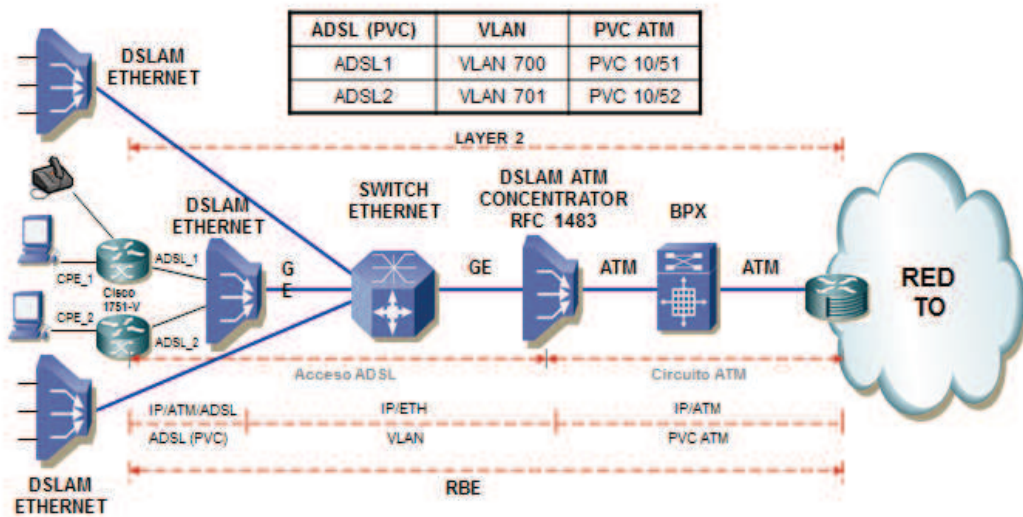 ADSL (PVC) VLAN PVC ATM
ADSL1 VLAN 700 PVC 10/51
ADSL2 VLAN 701 PVC 10/52
DSLAM
ETHERNET
LAYER 2
DSLAM
ETHERNET
SWITCH
ETHERNET
DSLAM ATM
CONCENTRATOR
RFC 1483
BPX
ADSL_1
CPE_1
Cisco
1751-V
CPE_2
ADSL_2
G
E
GE
ATM
ATM
RED
TO
Acceso ADSL
Circuito ATM
IP/ATM/ADSL
IP/ETH
IP/ATM
ADSL (PVC)
VLAN
PVC ATM
RBE
DSLAM
ETHERNET